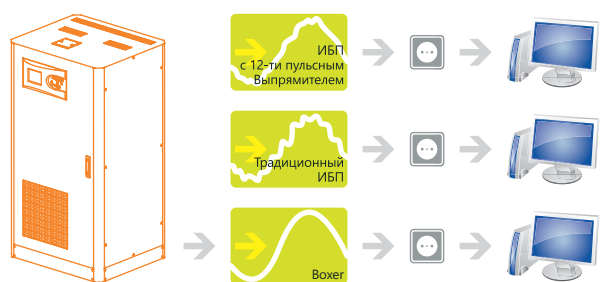 ИБП
с 12-ти пульсным
Выпрямителем
Традиционный
ИБП
Boxer